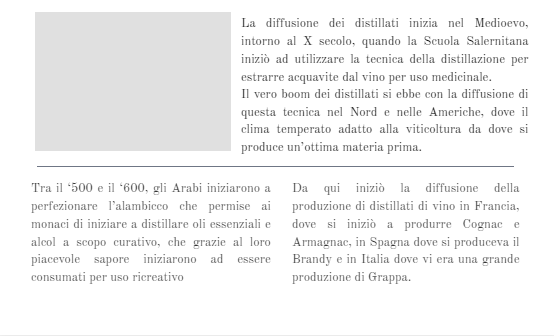 La diffusione dei distillati inizia nel Medioevo,
intorno al X secolo, quando la Scuola Salernitana
iniziò ad utilizzare la tecnica della distillazione per
estrarre acquavite dal vino per uso medicinale.
Il vero boom dei distillati si ebbe con la diffusione di
questa tecnica nel Nord e nelle Americhe, dove il
clima temperato adatto alla viticoltura da dove si
produce un’ottima materia prima.
Tra il ‘500 e il ‘600, gli Arabi iniziarono a
perfezionare l’alambicco che permise ai
monaci di iniziare a distillare oli essenziali e
alcol a scopo curativo, che grazie al loro
piacevole sapore iniziarono ad essere
consumati per uso ricreativo
Da qui iniziò la diffusione della
produzione di distillati di vino in Francia,
dove si iniziò a produrre Cognac e
Armagnac, in Spagna dove si produceva il
Brandy e in Italia dove vi era una grande
produzione di Grappa.